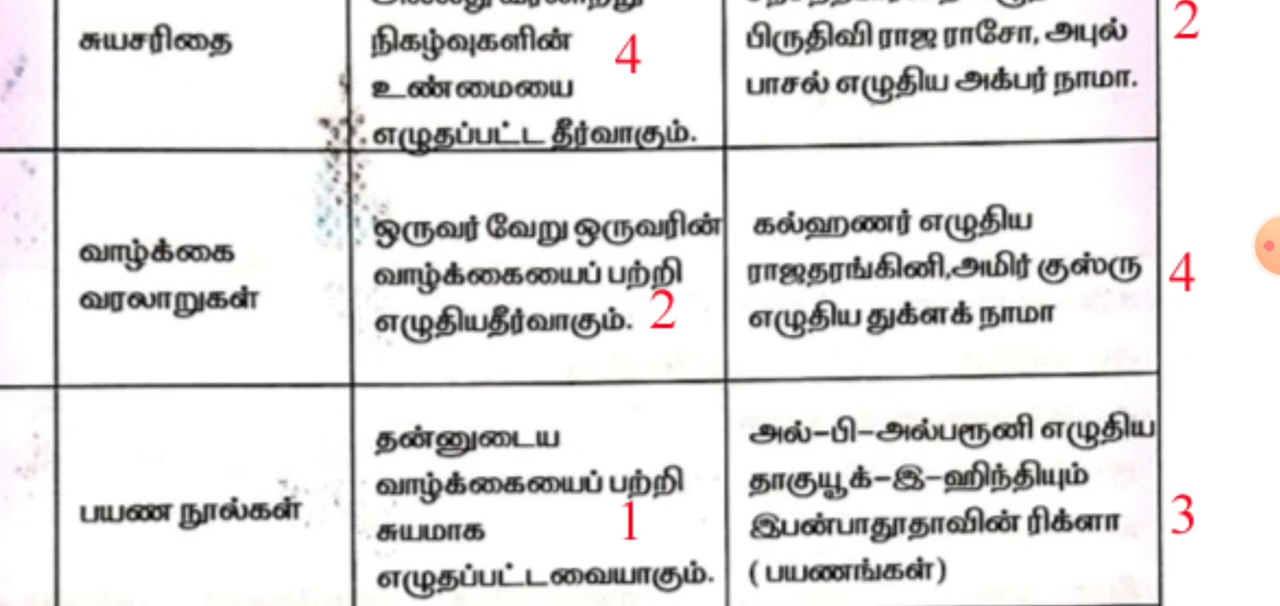 சுயசரிதை
நிகழ்வுகளின்
உண்மையை
எழுதப்பட்ட தீர்வாகும்.
4
பிருதிவி ராஜ ராசோ, அபுல்
பாசல் எழுதிய அக்பர் நாமா.
2
வாழ்க்கை
வரலாறுகள்
ஒருவர் வேறு ஒருவரின்
வாழ்க்கையைப் பற்றி
எழுதியதீர்வாகும். 2
கல்ஹணர் எழுதிய
ராஜதரங்கினி,அமிர் குஸ்ரு
எழுதிய துக்ளக் நாமா
4
பயண நூல்கள்
தன்னுடைய
வாழ்க்கையைப் பற்றி
சுயமாக
எழுதப்பட்டவையாகும்.
1
அல்-பி-அல்பரூனி எழுதிய
தாகுயூக்-இ-ஹிந்தியும்
இபன்பாதூதாவின் ரிக்ளா
(பயணங்கள்)
3